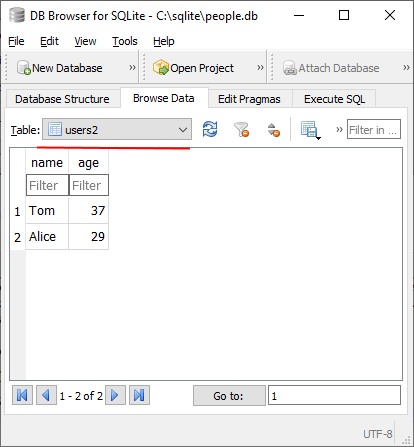 DB Browser for SQLite - C:\sqlite\people.db
File Edit View Tools Help
New Database » Open Project » Attach Database »
Database Structure Browse Data Edit Pragmas Execute SQL
Table: users2 » Filter in ...
name age
Filter Filter
1 Tom 37
2 Alice 29
1 - 2 of 2 Go to: 1
UTF-8